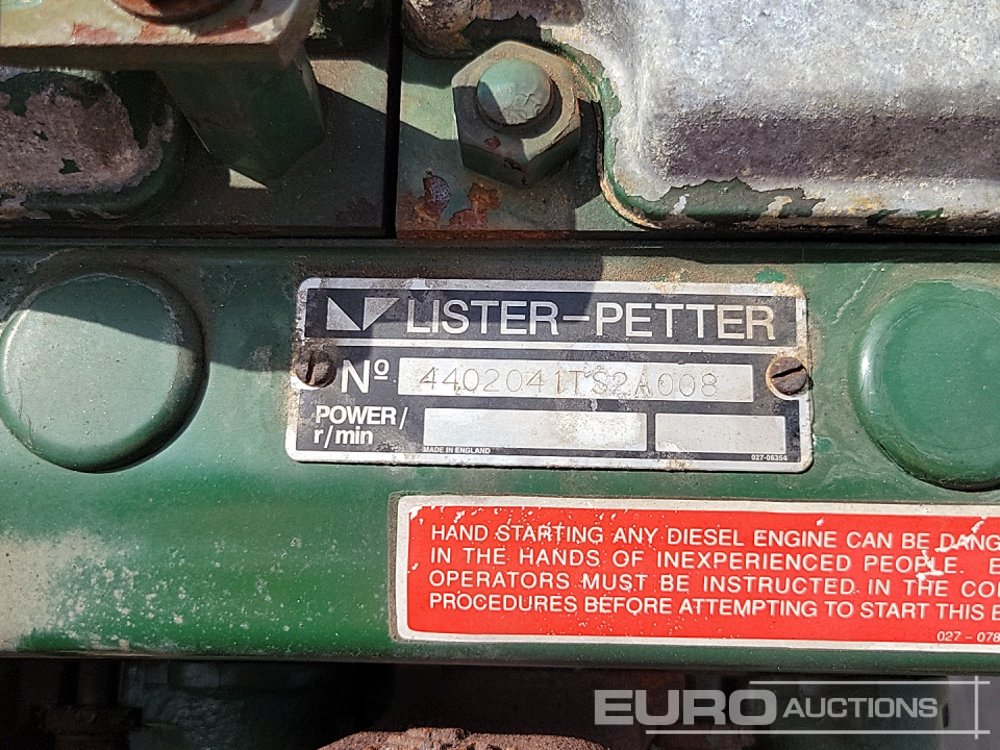 LISTER-PETTER
Nº 4402041TS2A008
POWER/
r/min
MADE IN ENGLAND 027-06354
HAND STARTING ANY DIESEL ENGINE CAN BE DANG
IN THE HANDS OF INEXPERIENCED PEOPLE. E
OPERATORS MUST BE INSTRUCTED IN THE CO
PROCEDURES BEFORE ATTEMPTING TO START THIS E
027-078
EURO AUCTIONS